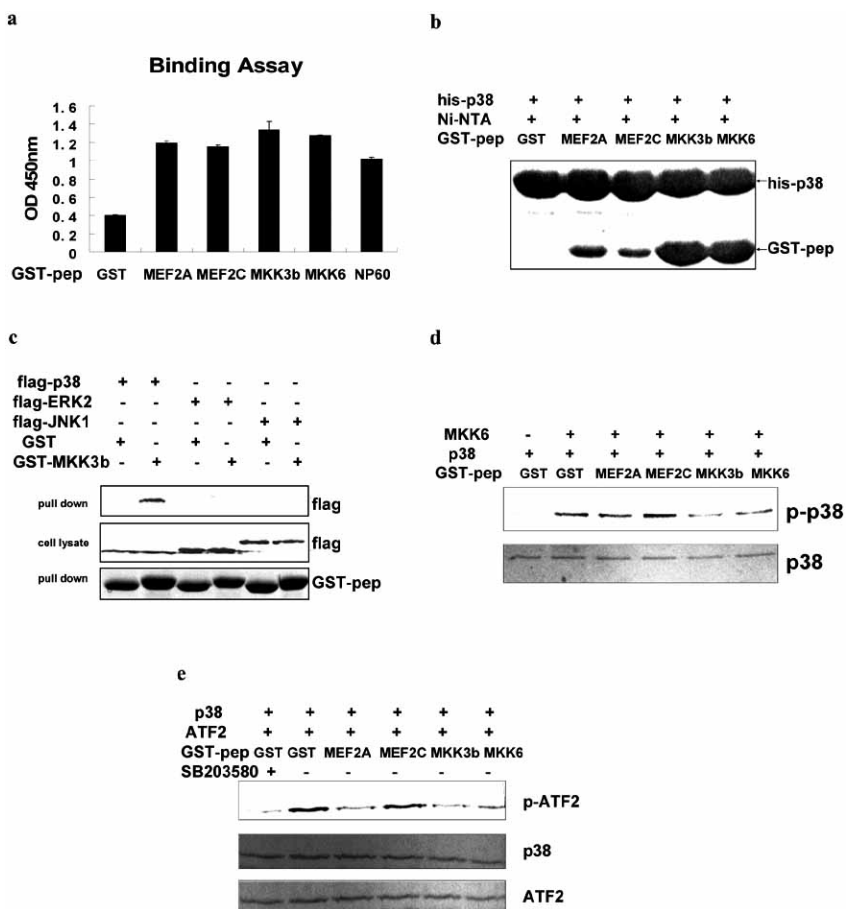 a
Binding Assay
OD 450nm
1.6
1.4
1.2
1
0.8
0.6
0.4
0.2
0
GST-pep GST MEF2A MEF2C MKK3b MKK6 NP60
b
his-p38 + + + + +
Ni-NTA + + + + +
GST-pep GST MEF2A MEF2C MKK3b MKK6
his-p38
GST-pep
c
flag-p38 + + - - - -
flag-ERK2 - - + + - -
flag-JNK1 - - - - + +
GST + - + - + -
GST-MKK3b - + - + - +
pull down flag
cell lysate flag
pull down GST-pep
d
MKK6 - + + + + +
p38 + + + + + +
GST-pep GST GST MEF2A MEF2C MKK3b MKK6
p-p38
p38
e
p38 + + + + + +
ATF2 + + + + + +
GST-pep GST GST MEF2A MEF2C MKK3b MKK6
SB203580 + - - - - -
p-ATF2
p38
ATF2